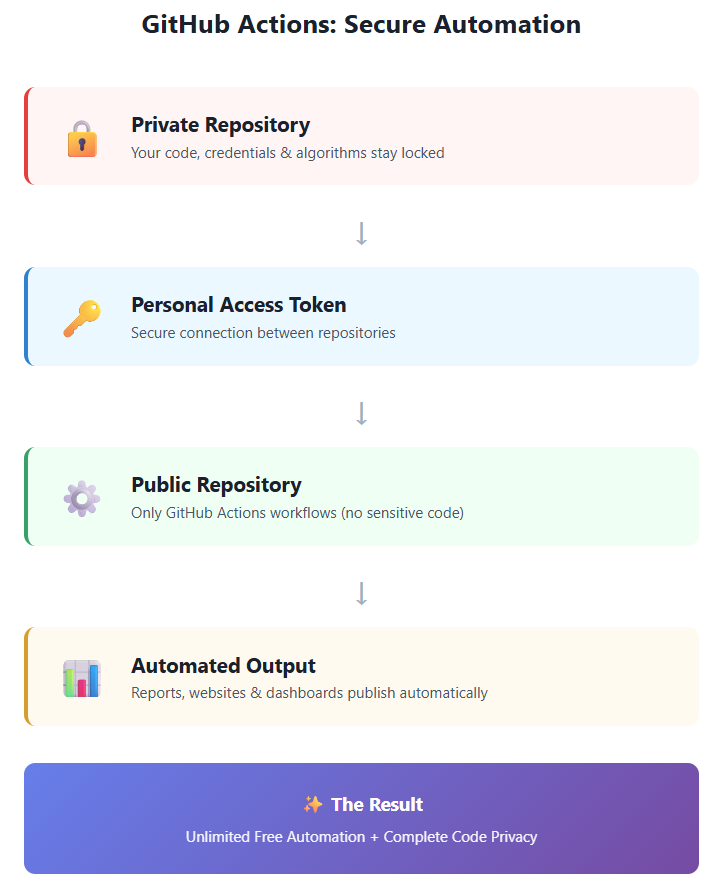 GitHub Actions: Secure Automation
Private Repository
Your code, credentials & algorithms stay locked
↓
Personal Access Token
Secure connection between repositories
↓
Public Repository
Only GitHub Actions workflows (no sensitive code)
↓
Automated Output
Reports, websites & dashboards publish automatically
✨ The Result
Unlimited Free Automation + Complete Code Privacy